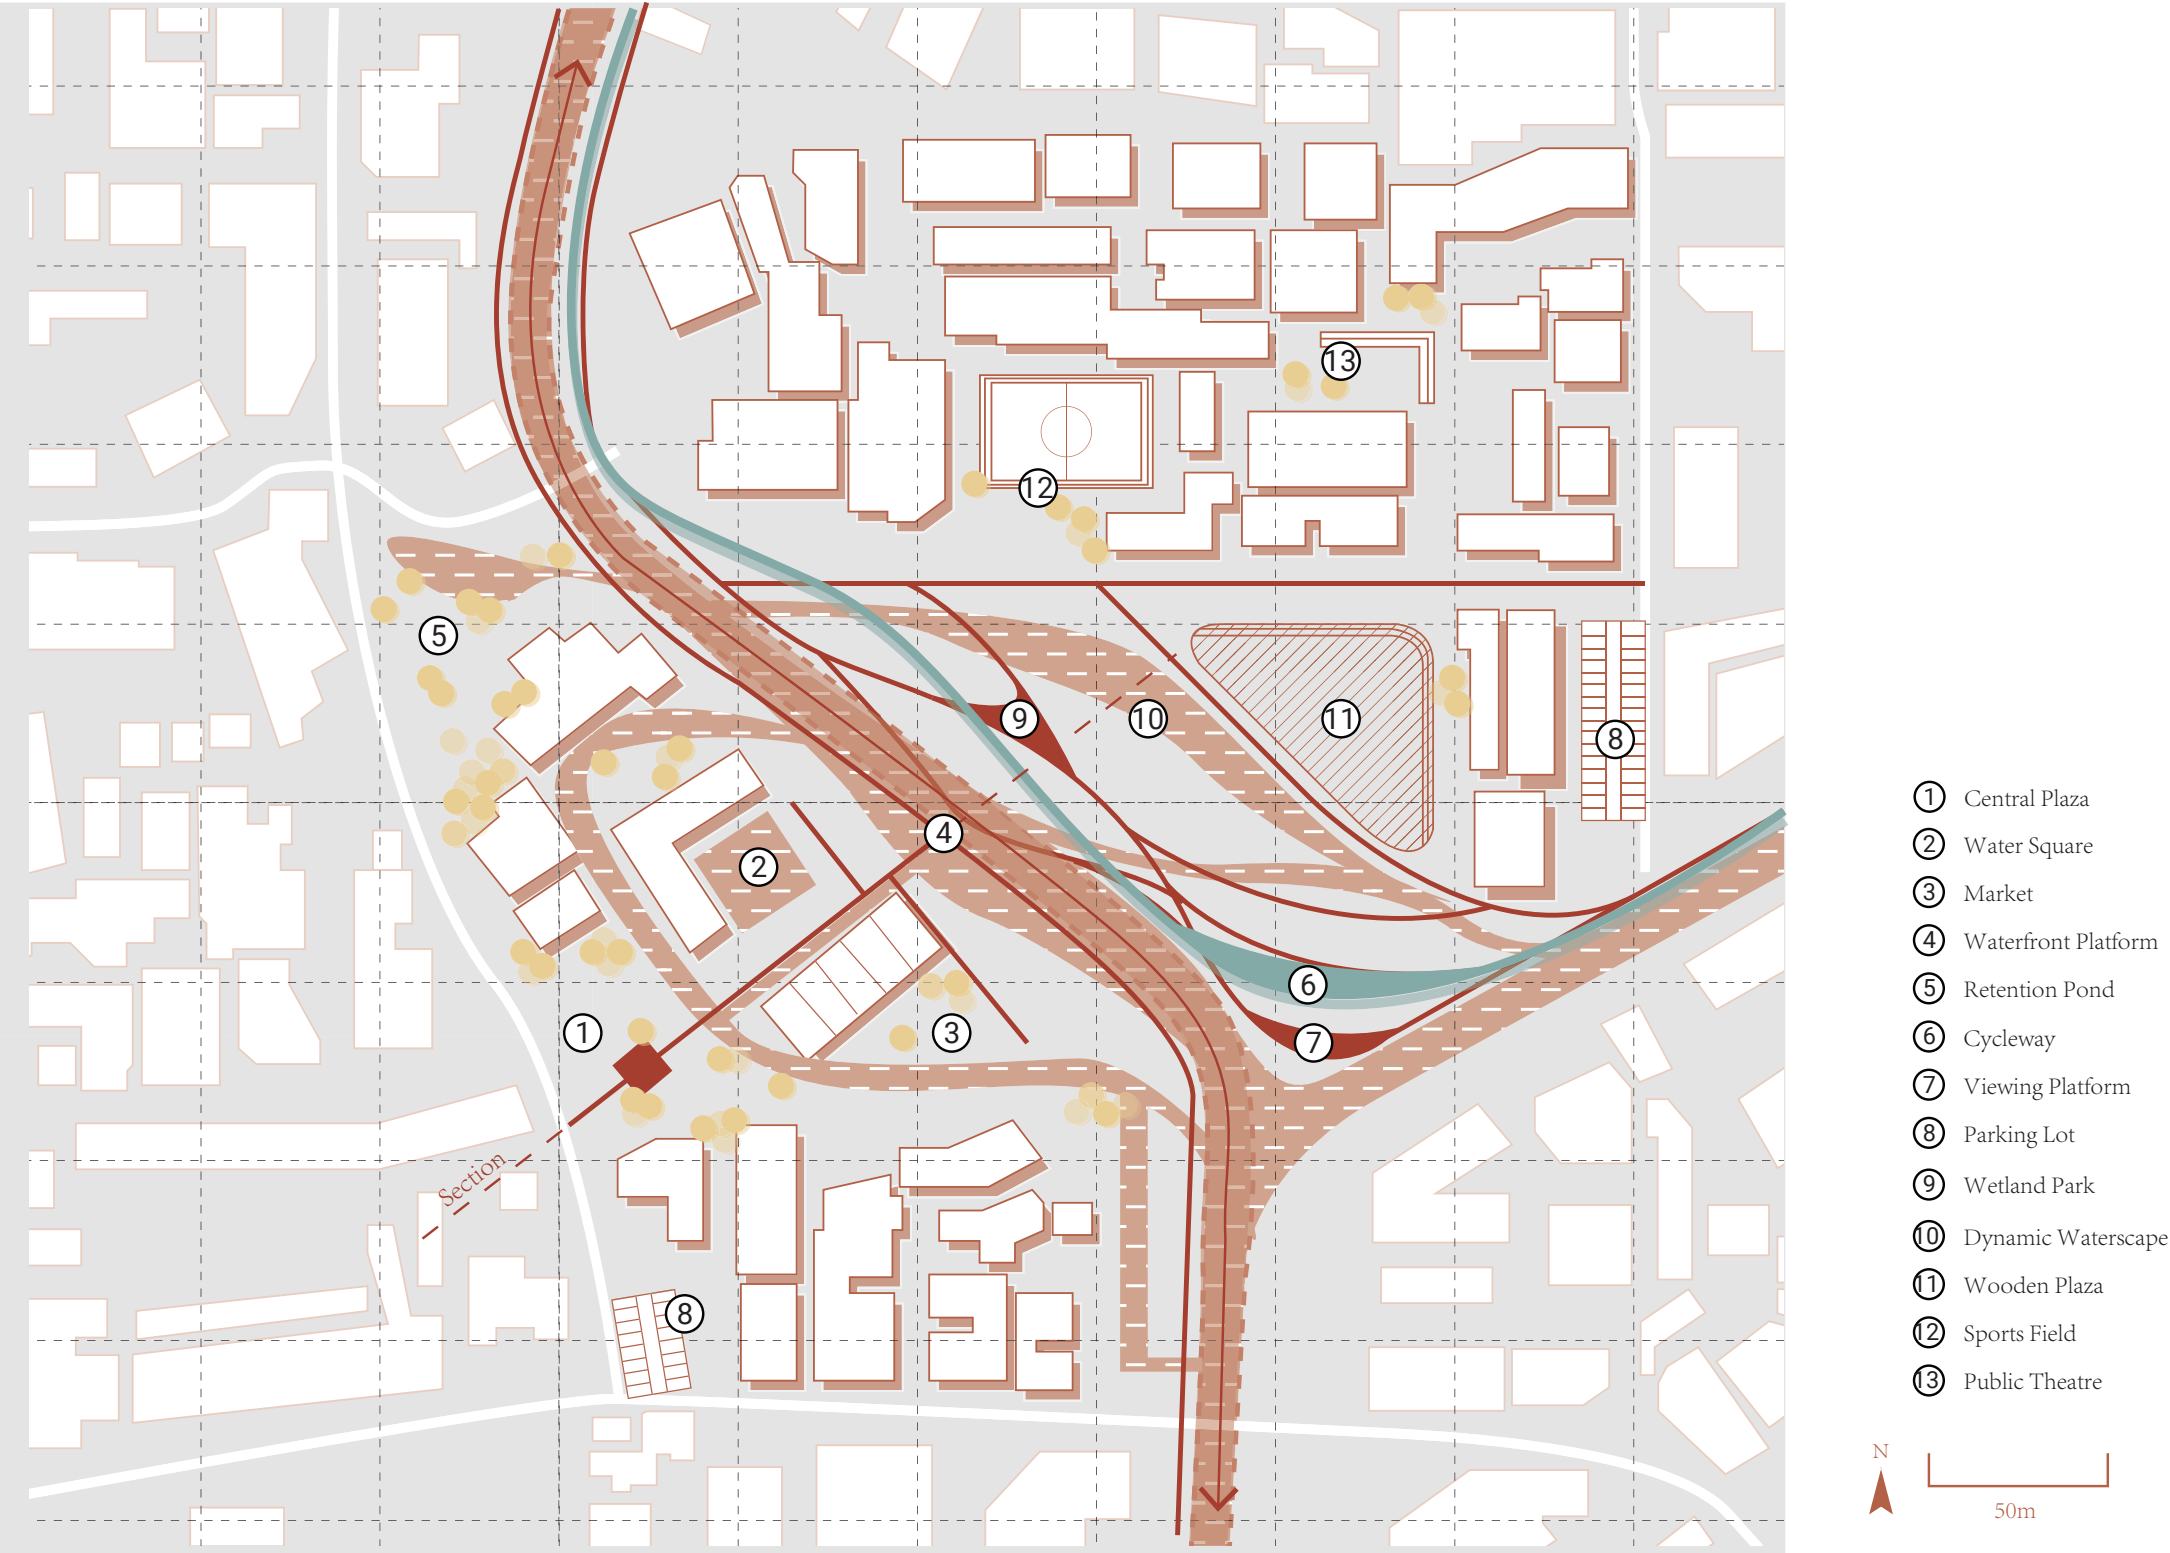 13
12
5
9
10
11
8
4
2
6
1
3
7
Section
8
1 Central Plaza
2 Water Square
3 Market
4 Waterfront Platform
5 Retention Pond
6 Cycleway
7 Viewing Platform
8 Parking Lot
9 Wetland Park
10 Dynamic Waterscape
11 Wooden Plaza
12 Sports Field
13 Public Theatre
N
50m